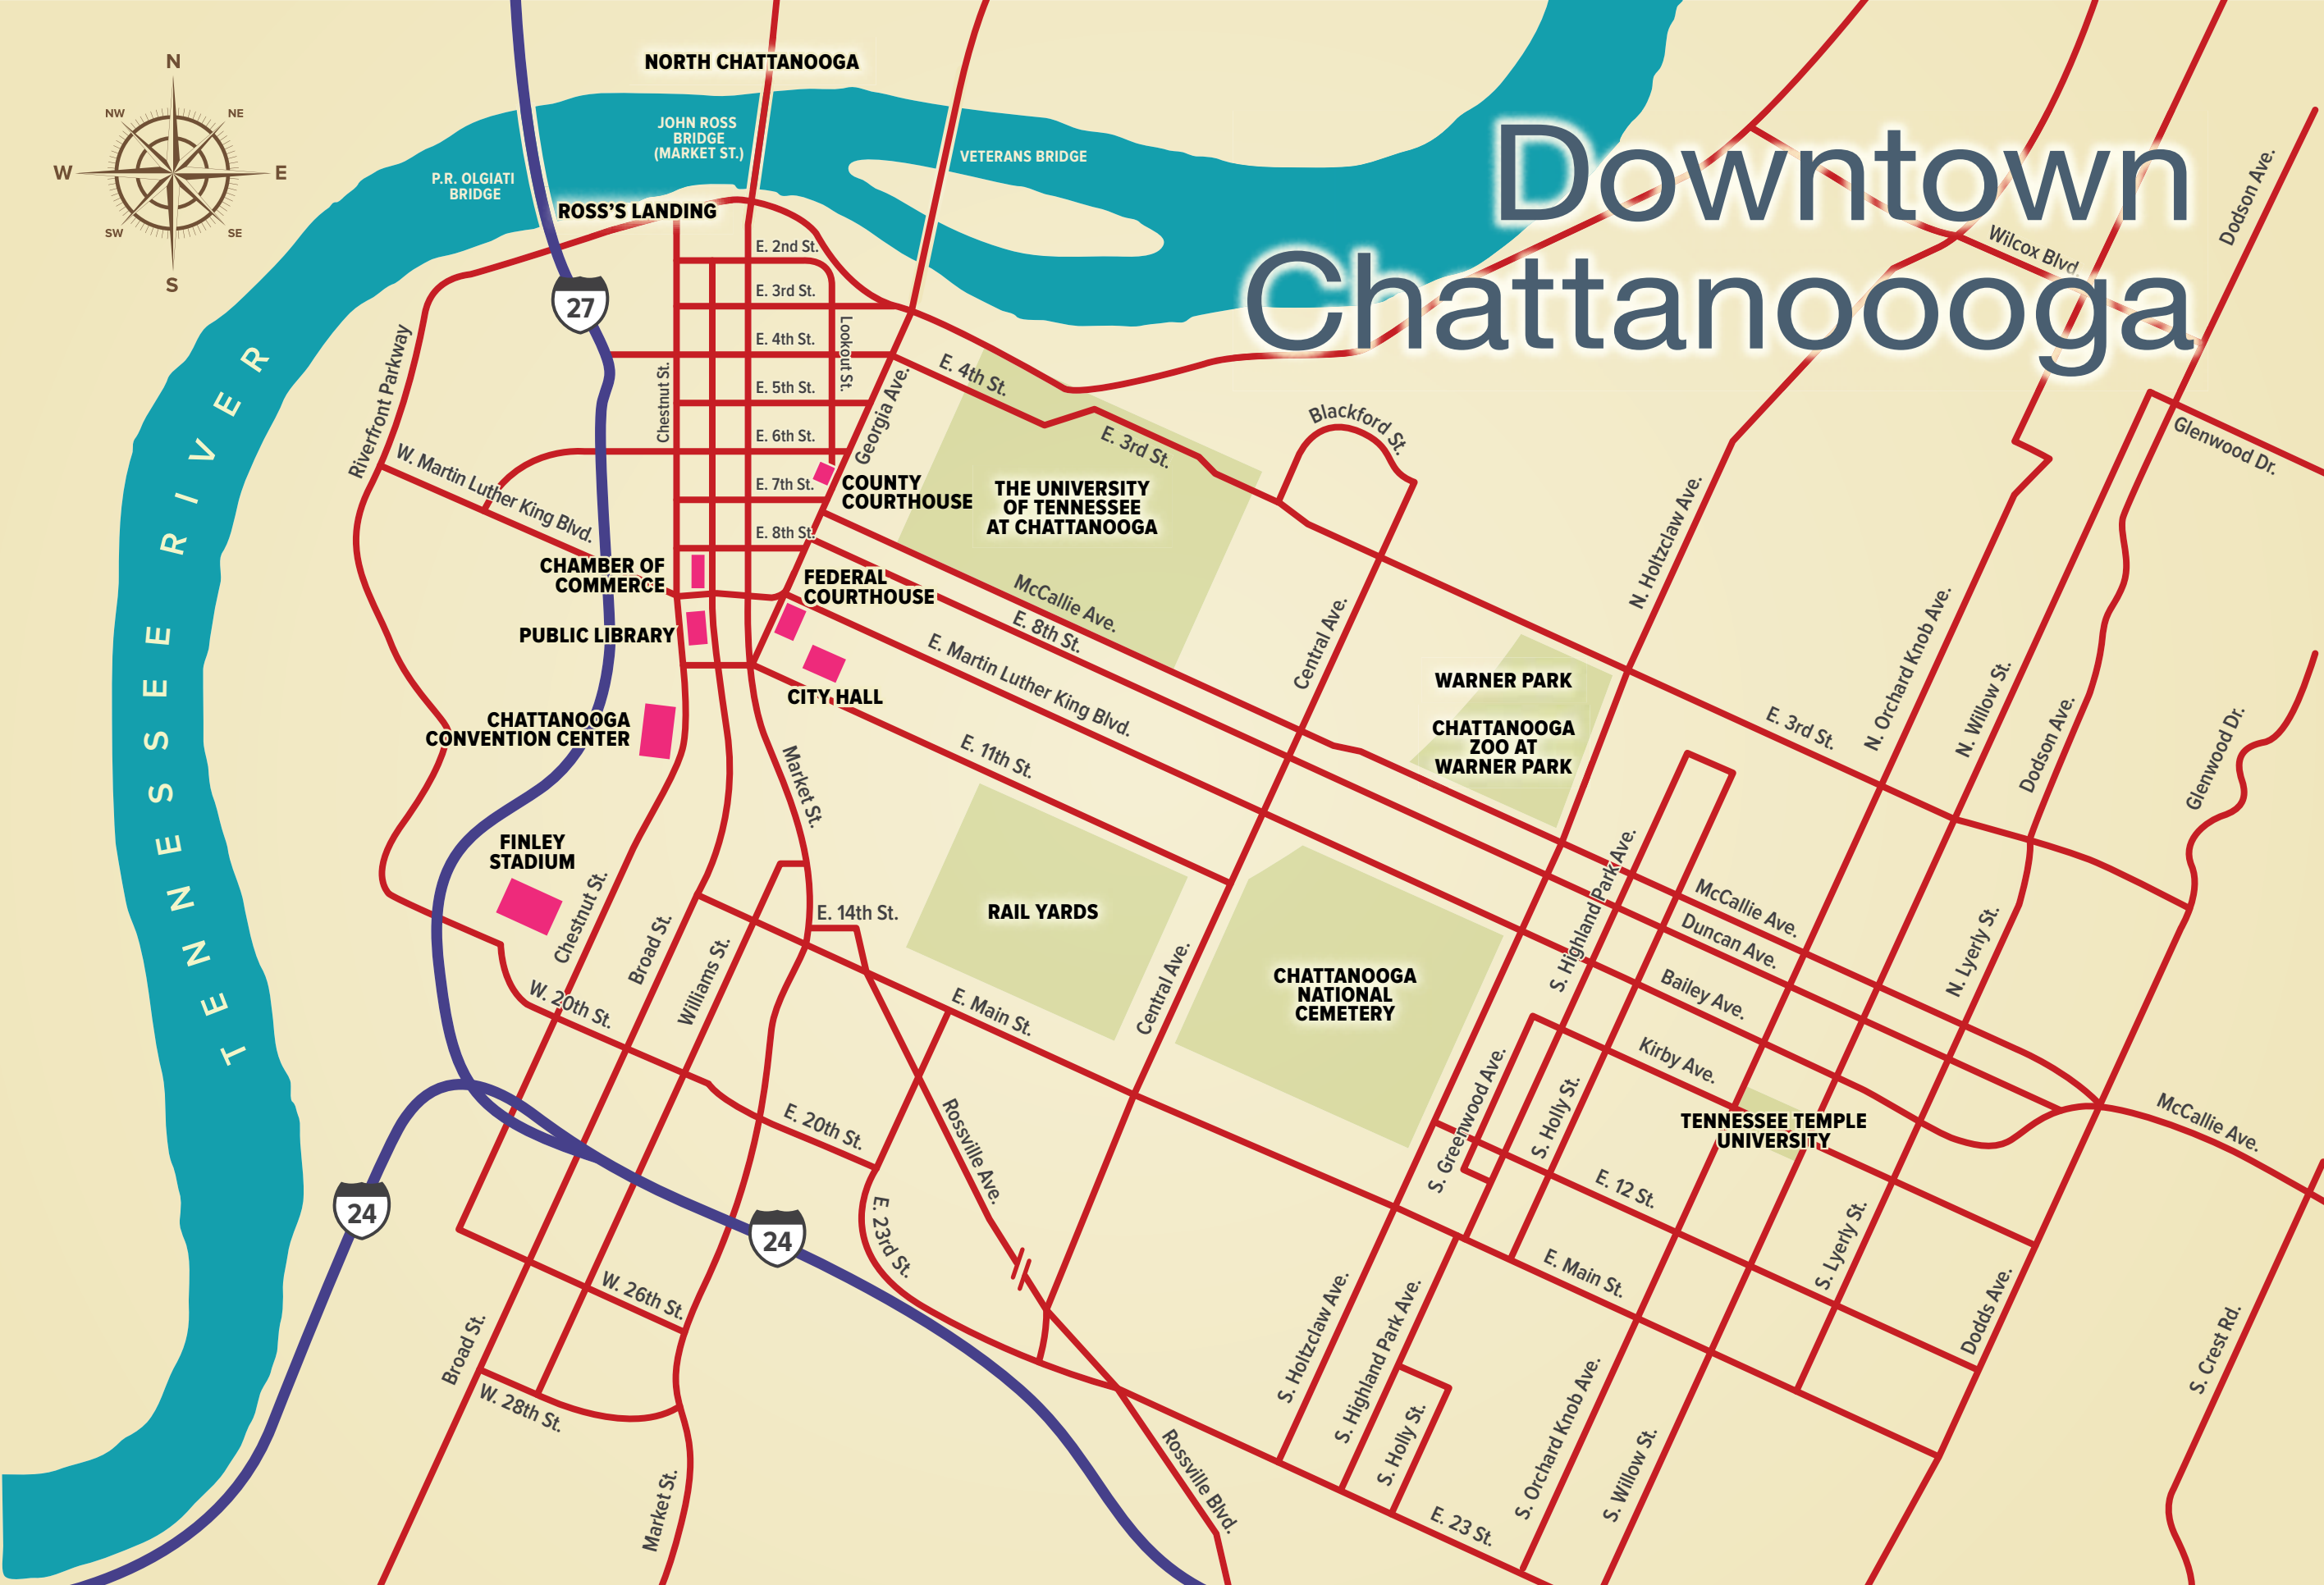 Downtown
Chattanoooga
N
NW
NE
W
E
SW
SE
S
NORTH CHATTANOOGA
JOHN ROSS
BRIDGE
(MARKET ST.)
VETERANS BRIDGE
P.R. OLGIATI
BRIDGE
ROSS'S LANDING
27
E. 2nd St.
E. 3rd St.
E. 4th St.
E. 5th St.
E. 6th St.
E. 7th St.
E. 8th St.
Lookout St.
Chestnut St.
Georgia Ave.
Riverfront Parkway
W. Martin Luther King Blvd.
TENNESSEE RIVER
E. 4th St.
E. 3rd St.
Blackford St.
Wilcox Blvd.
Dodson Ave.
Glenwood Dr.
COUNTY
COURTHOUSE
THE UNIVERSITY
OF TENNESSEE
AT CHATTANOOGA
CHAMBER OF
COMMERCE
FEDERAL
COURTHOUSE
PUBLIC LIBRARY
CITY HALL
CHATTANOOGA
CONVENTION CENTER
McCallie Ave.
E. 8th St.
E. Martin Luther King Blvd.
E. 11th St.
Central Ave.
N. Holtzclaw Ave.
WARNER PARK
CHATTANOOGA
ZOO AT
WARNER PARK
E. 3rd St.
N. Orchard Knob Ave.
N. Willow St.
Dodson Ave.
Glenwood Dr.
Market St.
FINLEY
STADIUM
Chestnut St.
Broad St.
Williams St.
E. 14th St.
RAIL YARDS
E. Main St.
Central Ave.
CHATTANOOGA
NATIONAL
CEMETERY
S. Highland Park Ave.
McCallie Ave.
Duncan Ave.
Bailey Ave.
Kirby Ave.
N. Lyerly St.
W. 20th St.
E. 20th St.
Rossville Ave.
E. 23rd St.
S. Greenwood Ave.
S. Holly St.
TENNESSEE TEMPLE
UNIVERSITY
McCallie Ave.
E. 12 St.
E. Main St.
S. Lyerly St.
Dodds Ave.
S. Crest Rd.
24
24
W. 26th St.
Broad St.
W. 28th St.
Market St.
Rossville Blvd.
S. Holtzclaw Ave.
S. Highland Park Ave.
S. Holly St.
S. Orchard Knob Ave.
S. Willow St.
E. 23 St.